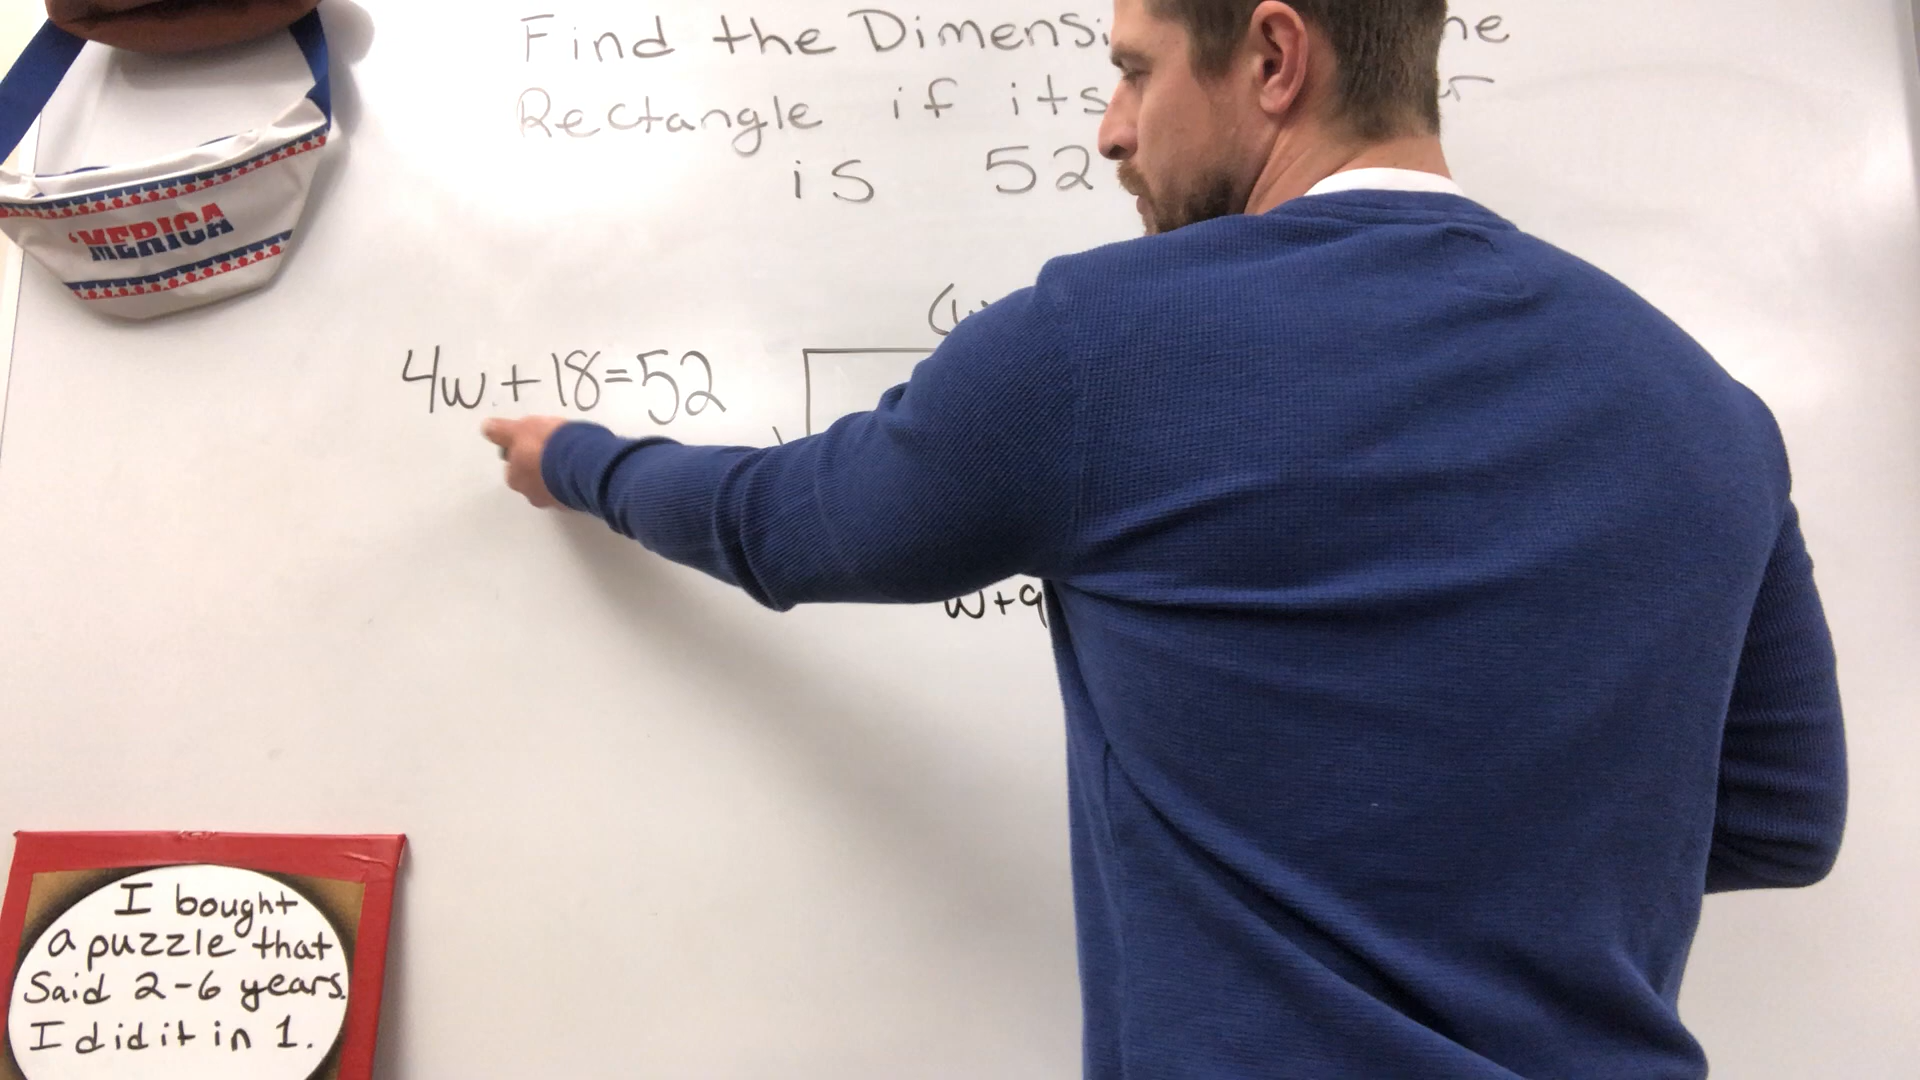 Find the Dimensi he
Rectangle if its r
is 52
'MERICA
(w
4w+18=52
w+9
I bought
a puzzle that
Said 2-6 years.
I did it in 1.